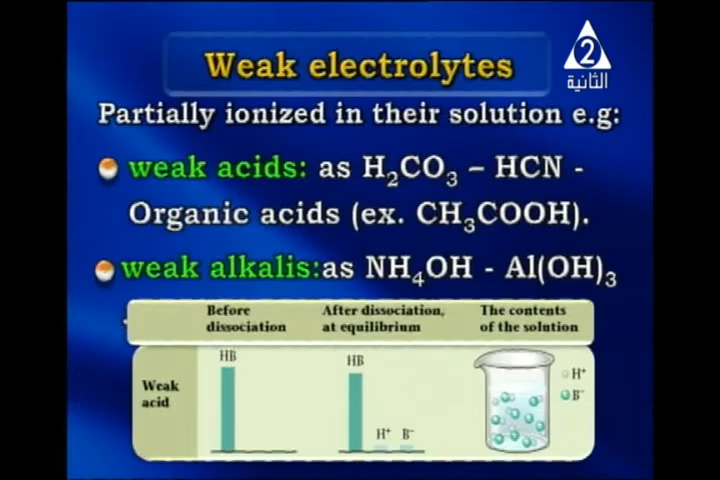 Weak electrolytes
2
الثانية
Partially ionized in their solution e.g:
weak acids: as H₂CO₃ – HCN -
Organic acids (ex. CH₃COOH).
weak alkalis:as NH₄OH - Al(OH)₃
Before dissociation
After dissociation, at equilibrium
The contents of the solution
Weak acid
HB
HB
H⁺
B⁻
H⁺
B⁻